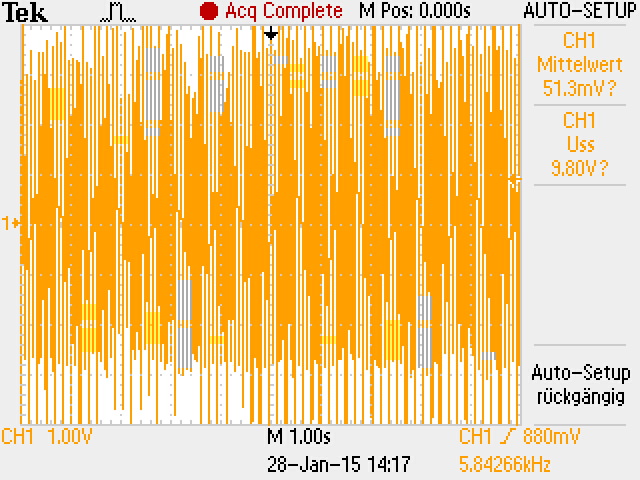 Tek Acq Complete M Pos: 0.000s AUTO-SETUP
CH1
Mittelwert
51.3mV?
CH1
Uss
9.80V?
1
Auto-Setup
rückgängig
CH1 1.00V M 1.00s CH1 880mV
28-Jan-15 14:17 5.84266kHz